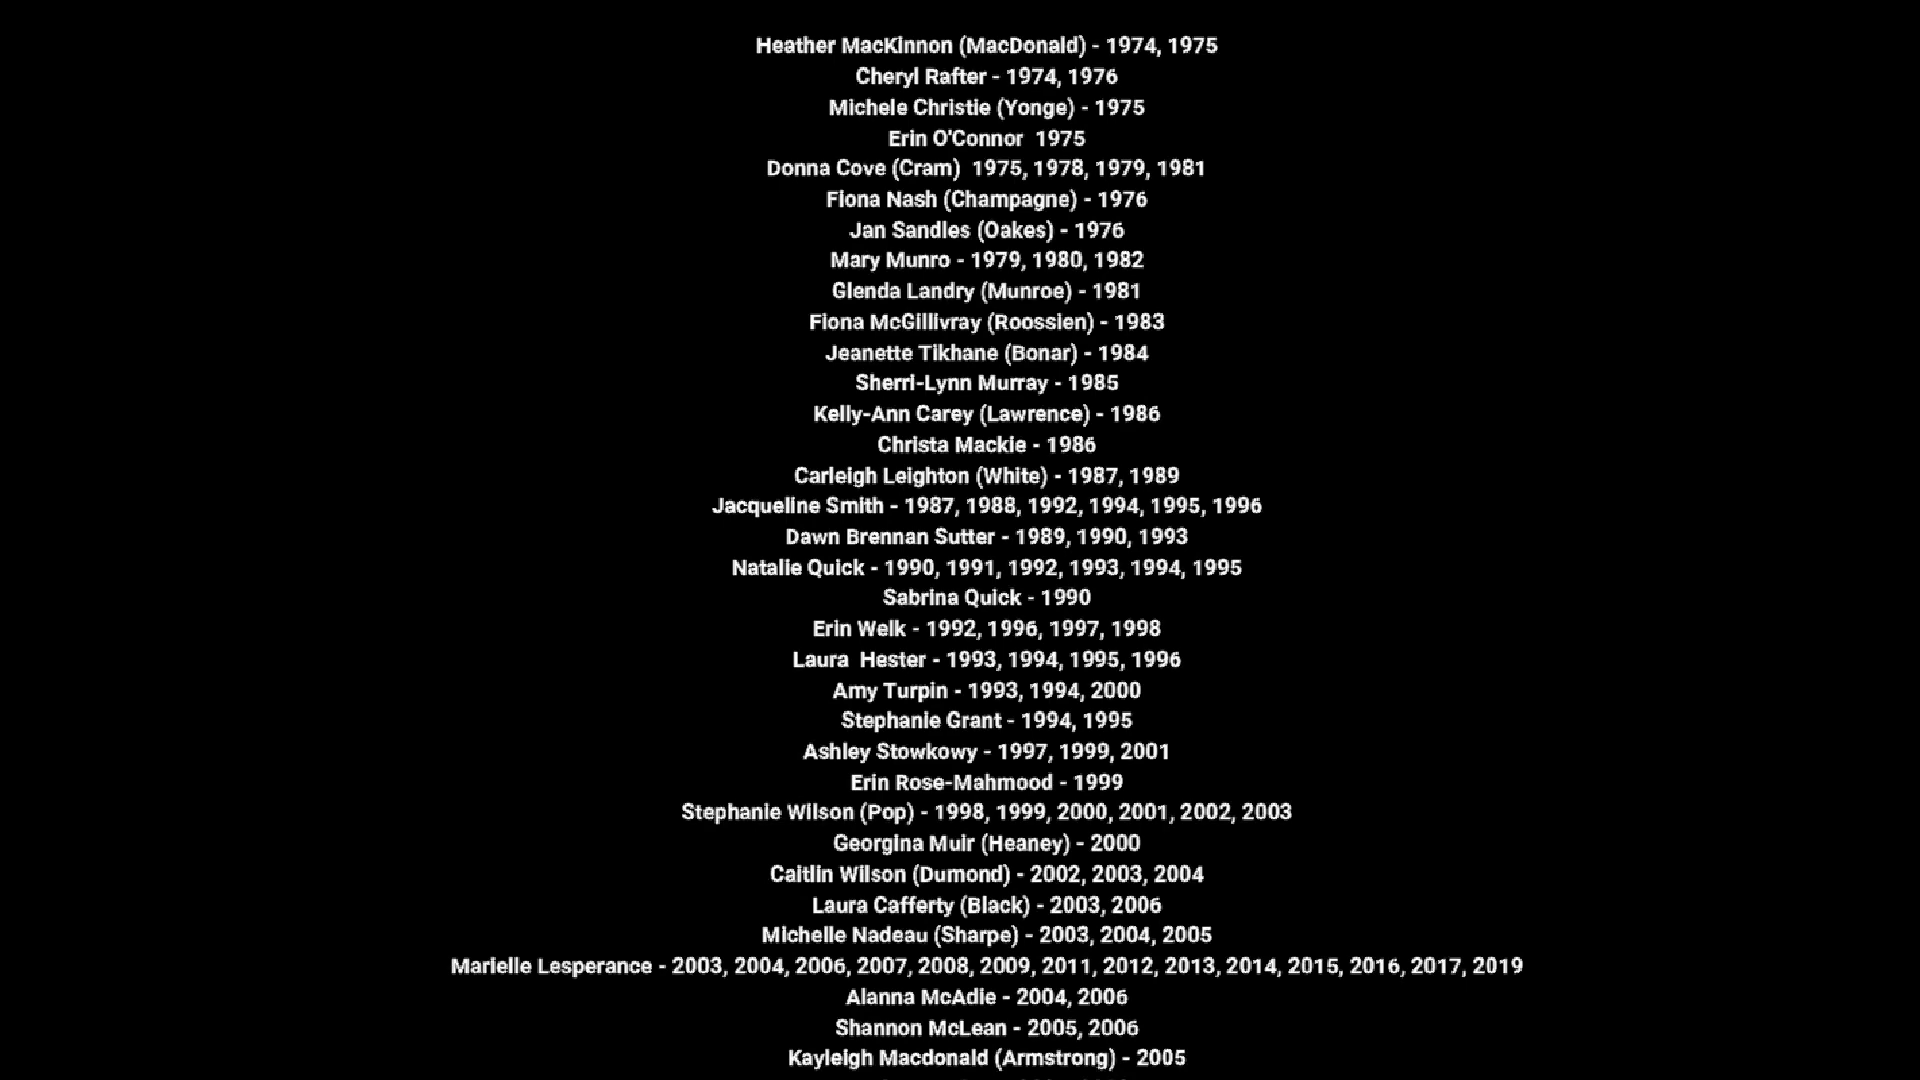 Heather MacKinnon (MacDonald) - 1974, 1975
Cheryl Rafter - 1974, 1976
Michele Christie (Yonge) - 1975
Erin O'Connor  1975
Donna Cove (Cram)  1975, 1978, 1979, 1981
Fiona Nash (Champagne) - 1976
Jan Sandles (Oakes) - 1976
Mary Munro - 1979, 1980, 1982
Glenda Landry (Munroe) - 1981
Fiona McGillivray (Roossien) - 1983
Jeanette Tikhane (Bonar) - 1984
Sherri-Lynn Murray - 1985
Kelly-Ann Carey (Lawrence) - 1986
Christa Mackie - 1986
Carleigh Leighton (White) - 1987, 1989
Jacqueline Smith - 1987, 1988, 1992, 1994, 1995, 1996
Dawn Brennan Sutter - 1989, 1990, 1993
Natalie Quick - 1990, 1991, 1992, 1993, 1994, 1995
Sabrina Quick - 1990
Erin Welk - 1992, 1996, 1997, 1998
Laura  Hester - 1993, 1994, 1995, 1996
Amy Turpin - 1993, 1994, 2000
Stephanie Grant - 1994, 1995
Ashley Stowkowy - 1997, 1999, 2001
Erin Rose-Mahmood - 1999
Stephanie Wilson (Pop) - 1998, 1999, 2000, 2001, 2002, 2003
Georgina Muir (Heaney) - 2000
Caitlin Wilson (Dumond) - 2002, 2003, 2004
Laura Cafferty (Black) - 2003, 2006
Michelle Nadeau (Sharpe) - 2003, 2004, 2005
Marielle Lesperance - 2003, 2004, 2006, 2007, 2008, 2009, 2011, 2012, 2013, 2014, 2015, 2016, 2017, 2019
Alanna McAdie - 2004, 2006
Shannon McLean - 2005, 2006
Kayleigh Macdonald (Armstrong) - 2005